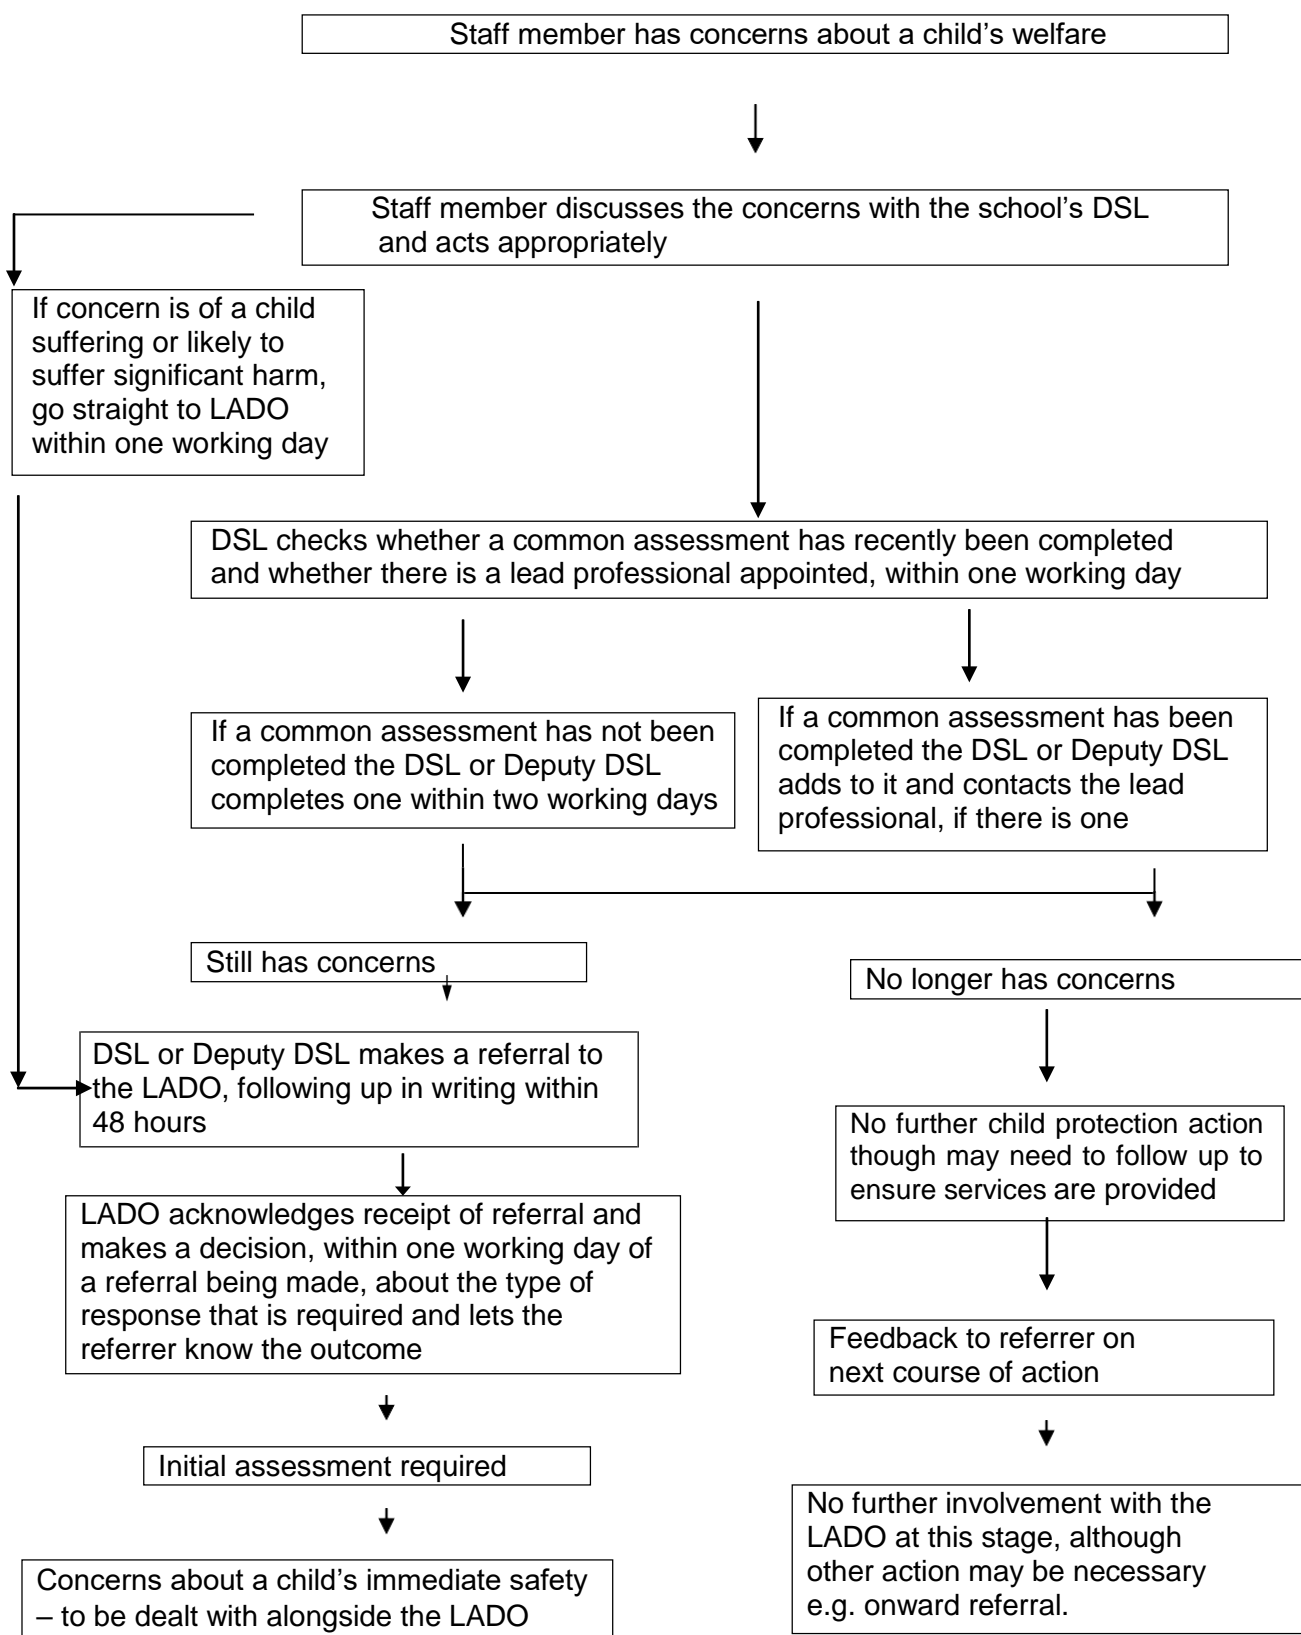 Staff member has concerns about a child’s welfare
Staff member discusses the concerns with the school’s DSL
and acts appropriately
If concern is of a child
suffering or likely to
suffer significant harm,
go straight to LADO
within one working day
DSL checks whether a common assessment has recently been completed
and whether there is a lead professional appointed, within one working day
If a common assessment has not been
completed the DSL or Deputy DSL
completes one within two working days
If a common assessment has been
completed the DSL or Deputy DSL
adds to it and contacts the lead
professional, if there is one
Still has concerns
No longer has concerns
DSL or Deputy DSL makes a referral to
the LADO, following up in writing within
48 hours
No further child protection action
though may need to follow up to
ensure services are provided
LADO acknowledges receipt of referral and
makes a decision, within one working day of
a referral being made, about the type of
response that is required and lets the
referrer know the outcome
Feedback to referrer on
next course of action
Initial assessment required
No further involvement with the
LADO at this stage, although
other action may be necessary
e.g. onward referral.
Concerns about a child’s immediate safety
– to be dealt with alongside the LADO